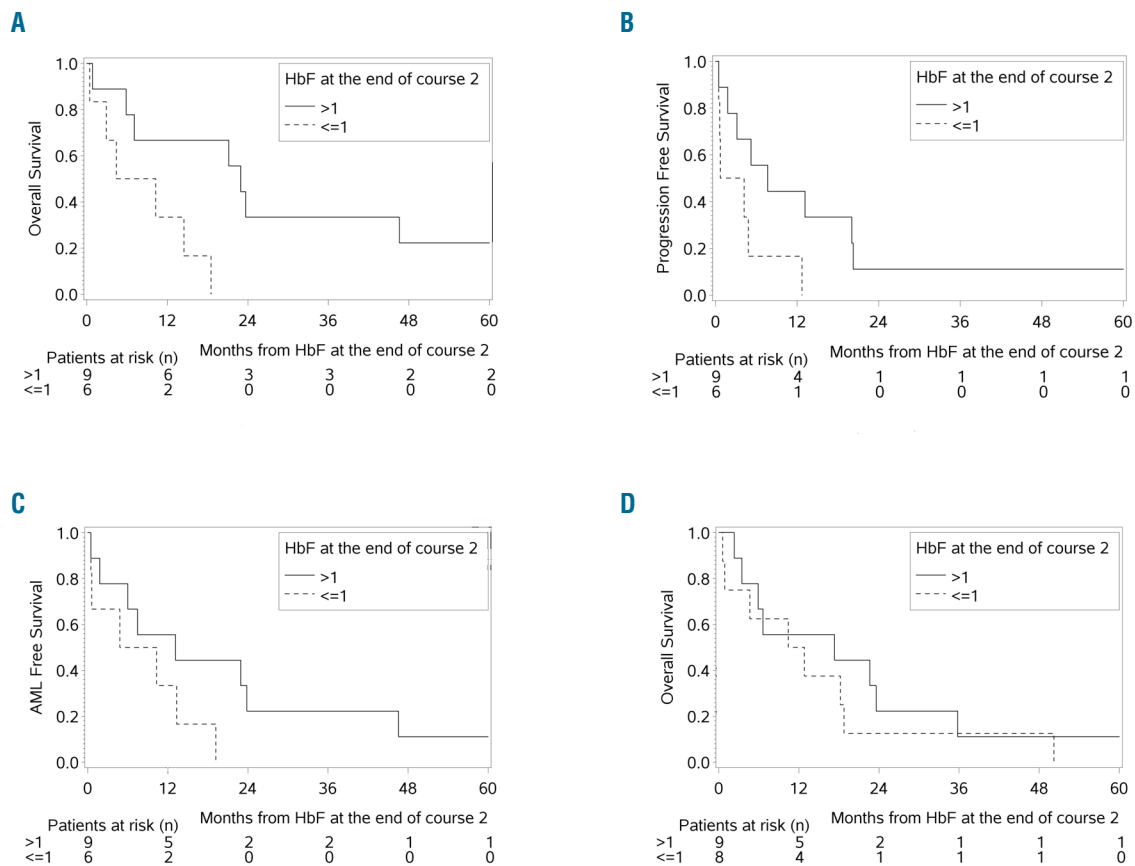 A
Overall Survival
1.0
0.8
0.6
0.4
0.2
0.0
HbF at the end of course 2
>1
<=1
0 12 24 36 48 60
Patients at risk (n) Months from HbF at the end of course 2
>1 9 6 3 3 2 2
<=1 6 2 0 0 0 0
B
Progression Free Survival
1.0
0.8
0.6
0.4
0.2
0.0
HbF at the end of course 2
>1
<=1
0 12 24 36 48 60
Patients at risk (n) Months from HbF at the end of course 2
>1 9 4 1 1 1 1
<=1 6 1 0 0 0 0
C
AML Free Survival
1.0
0.8
0.6
0.4
0.2
0.0
HbF at the end of course 2
>1
<=1
0 12 24 36 48 60
Patients at risk (n) Months from HbF at the end of course 2
>1 9 5 2 2 1 1
<=1 6 2 0 0 0 0
D
Overall Survival
1.0
0.8
0.6
0.4
0.2
0.0
HbF at the end of course 2
>1
<=1
0 12 24 36 48 60
Patients at risk (n) Months from HbF at the end of course 2
>1 9 5 2 1 1 1
<=1 8 4 1 1 1 0